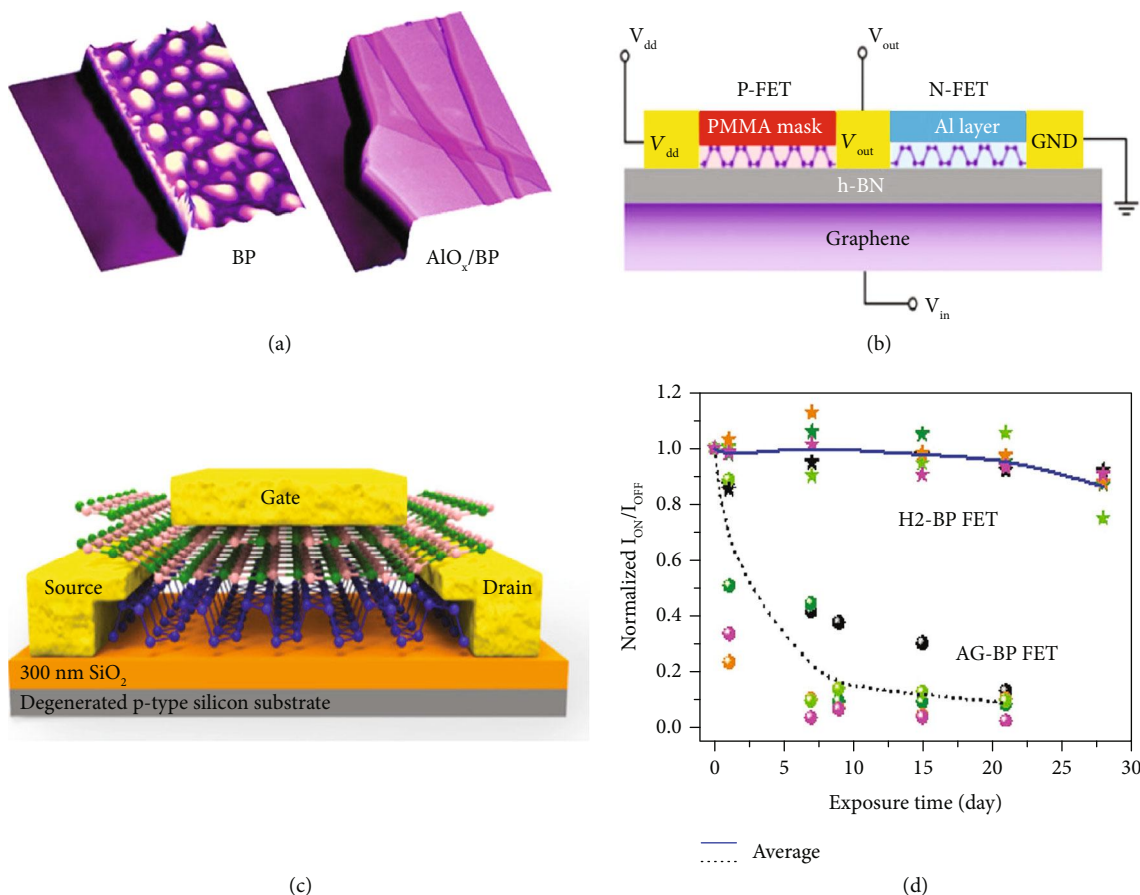 BP
AlOx/BP
(a)
Vdd
Vout
P-FET
N-FET
PMMA mask
Al layer
Vdd
Vout
GND
h-BN
Graphene
Vin
(b)
Gate
Source
Drain
300 nm SiO2
Degenerated p-type silicon substrate
(c)
Normalized ION/IOFF
1.2
1.0
0.8
0.6
0.4
0.2
0.0
H2-BP FET
AG-BP FET
0 5 10 15 20 25 30
Exposure time (day)
Average
(d)